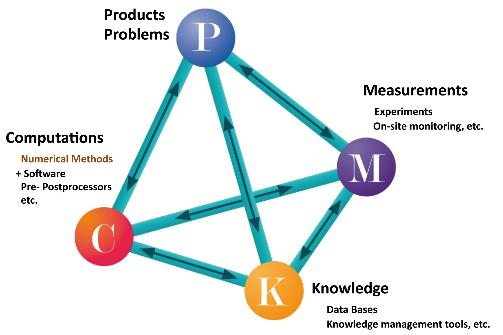 Products
Problems
P
Measurements
Experiments
On-site monitoring, etc.
M
Computations
Numerical Methods
+ Software
Pre- Postprocessors
etc.
C
K
Knowledge
Data Bases
Knowledge management tools, etc.